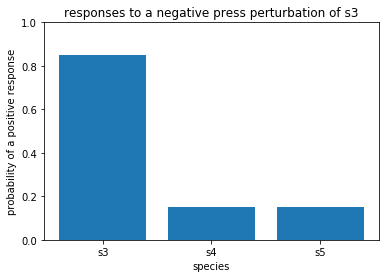 responses to a negative press perturbation of s3
probability of a positive response
1.0
0.8
0.6
0.4
0.2
0.0
s3 s4 s5
species